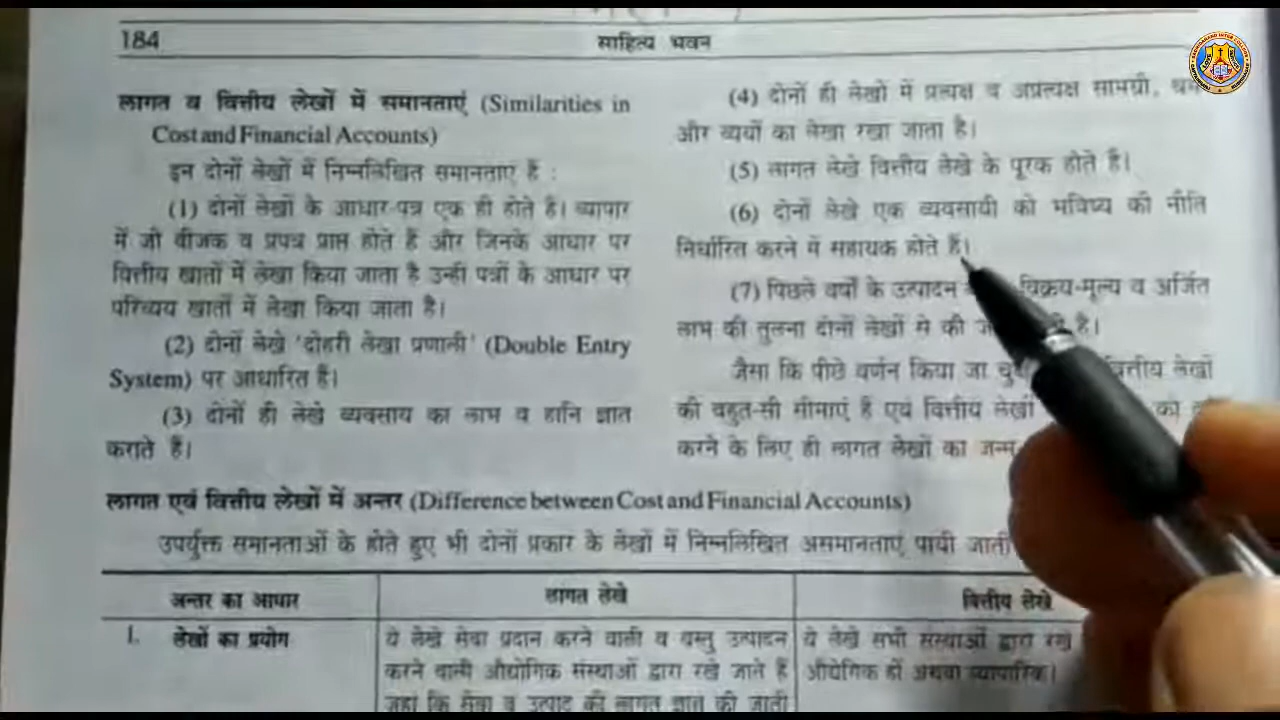 184
साहित्य भवन
लागत व वित्तीय लेखों में समानताएं (Similarities in
Cost and Financial Accounts)
इन दोनों लेखों में निम्नलिखित समानताएं हैं :
(1) दोनों लेखों के आधार-पत्र एक ही होते हैं। व्यापार
में जो बीजक व प्रपत्र प्राप्त होते हैं और जिनके आधार पर
वित्तीय खातों में लेखा किया जाता है उन्हीं पत्रों के आधार पर
परिव्यय खातों में लेखा किया जाता है।
(2) दोनों लेखे 'दोहरी लेखा प्रणाली' (Double Entry
System) पर आधारित हैं।
(3) दोनों ही लेखे व्यवसाय का लाभ व हानि ज्ञात
कराते हैं।
(4) दोनों ही लेखों में प्रत्यक्ष व अप्रत्यक्ष सामग्री,
और व्ययों का लेखा रखा जाता है।
(5) लागत लेखे वित्तीय लेखे के पूरक होते हैं।
(6) दोनों लेखे एक व्यवसायी को भविष्य की नीति
निर्धारित करने में सहायक होते हैं।
(7) पिछले वर्षों के उत्पादन विक्रय-मूल्य व अर्जित
लाभ की तुलना दोनों लेखों से की है।
जैसा कि पीछे वर्णन किया जा वित्तीय लेखों
की बहुत-सी सीमाएं हैं एवं वित्तीय लेखों को
करने के लिए ही लागत लेखों का जन्म
लागत एवं वित्तीय लेखों में अन्तर (Difference between Cost and Financial Accounts)
उपर्युक्त समानताओं के होते हुए भी दोनों प्रकार के लेखों में निम्नलिखित असमानताएं पायी जाती
अन्तर का आधार
लागत लेखे
वित्तीय लेखे
1. लेखों का प्रयोग
ये लेखे सेवा प्रदान करने वाली व वस्तु उत्पादन
करने वाली औद्योगिक संस्थाओं द्वारा रखे जाते हैं
जहां कि सेवा व उत्पाद की लागत ज्ञात की जाती
ये लेखे सभी संस्थाओं द्वारा रखे
औद्योगिक हों अथवा व्यापारिक।